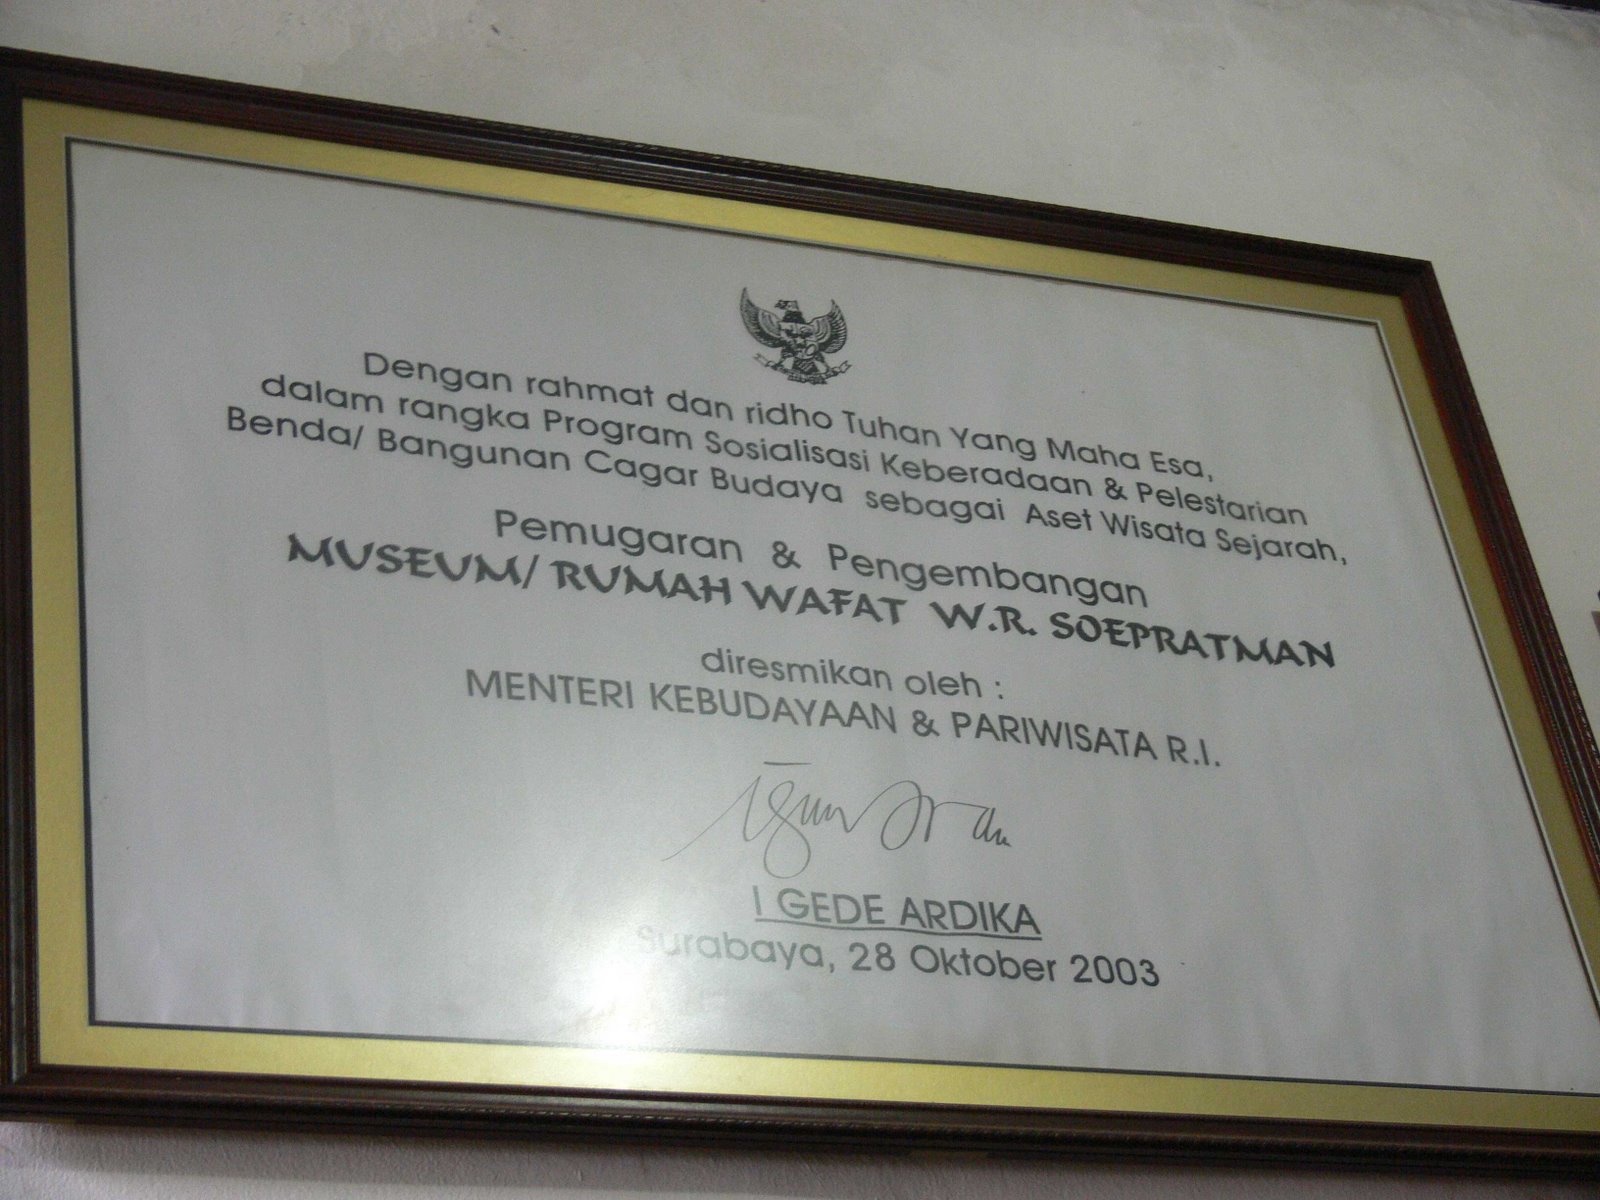 Dengan rahmat dan ridho Tuhan Yang Maha Esa,
dalam rangka Program Sosialisasi Keberadaan & Pelestarian
Benda/ Bangunan Cagar Budaya sebagai Aset Wisata Sejarah,
Pemugaran & Pengembangan
MUSEUM/ RUMAH WAFAT W.R. SOEPRATMAN
diresmikan oleh :
MENTERI KEBUDAYAAN & PARIWISATA R.I.
I GEDE ARDIKA
Surabaya, 28 Oktober 2003